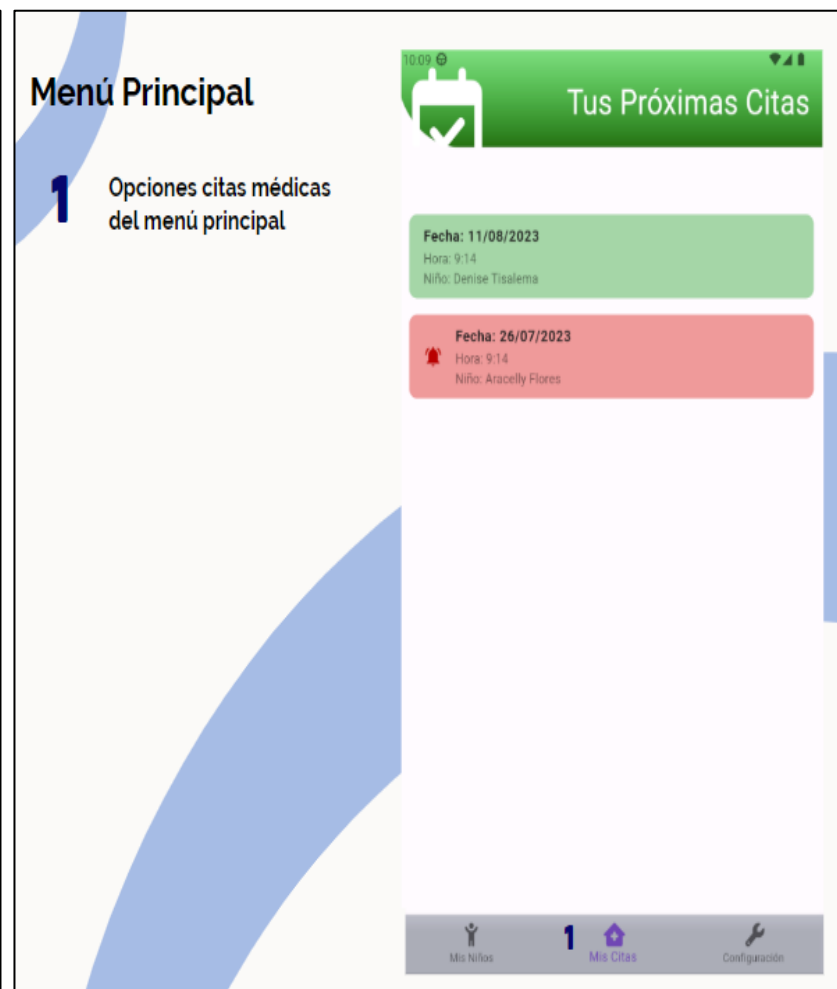 Menú Principal
1
Opciones citas médicas
del menú principal
10:09
Tus Próximas Citas
Fecha: 11/08/2023
Hora: 9:14
Niño: Denise Tisalema
Fecha: 26/07/2023
Hora: 9:14
Niño: Aracelly Flores
Mis Niños
1
Mis Citas
Configuración